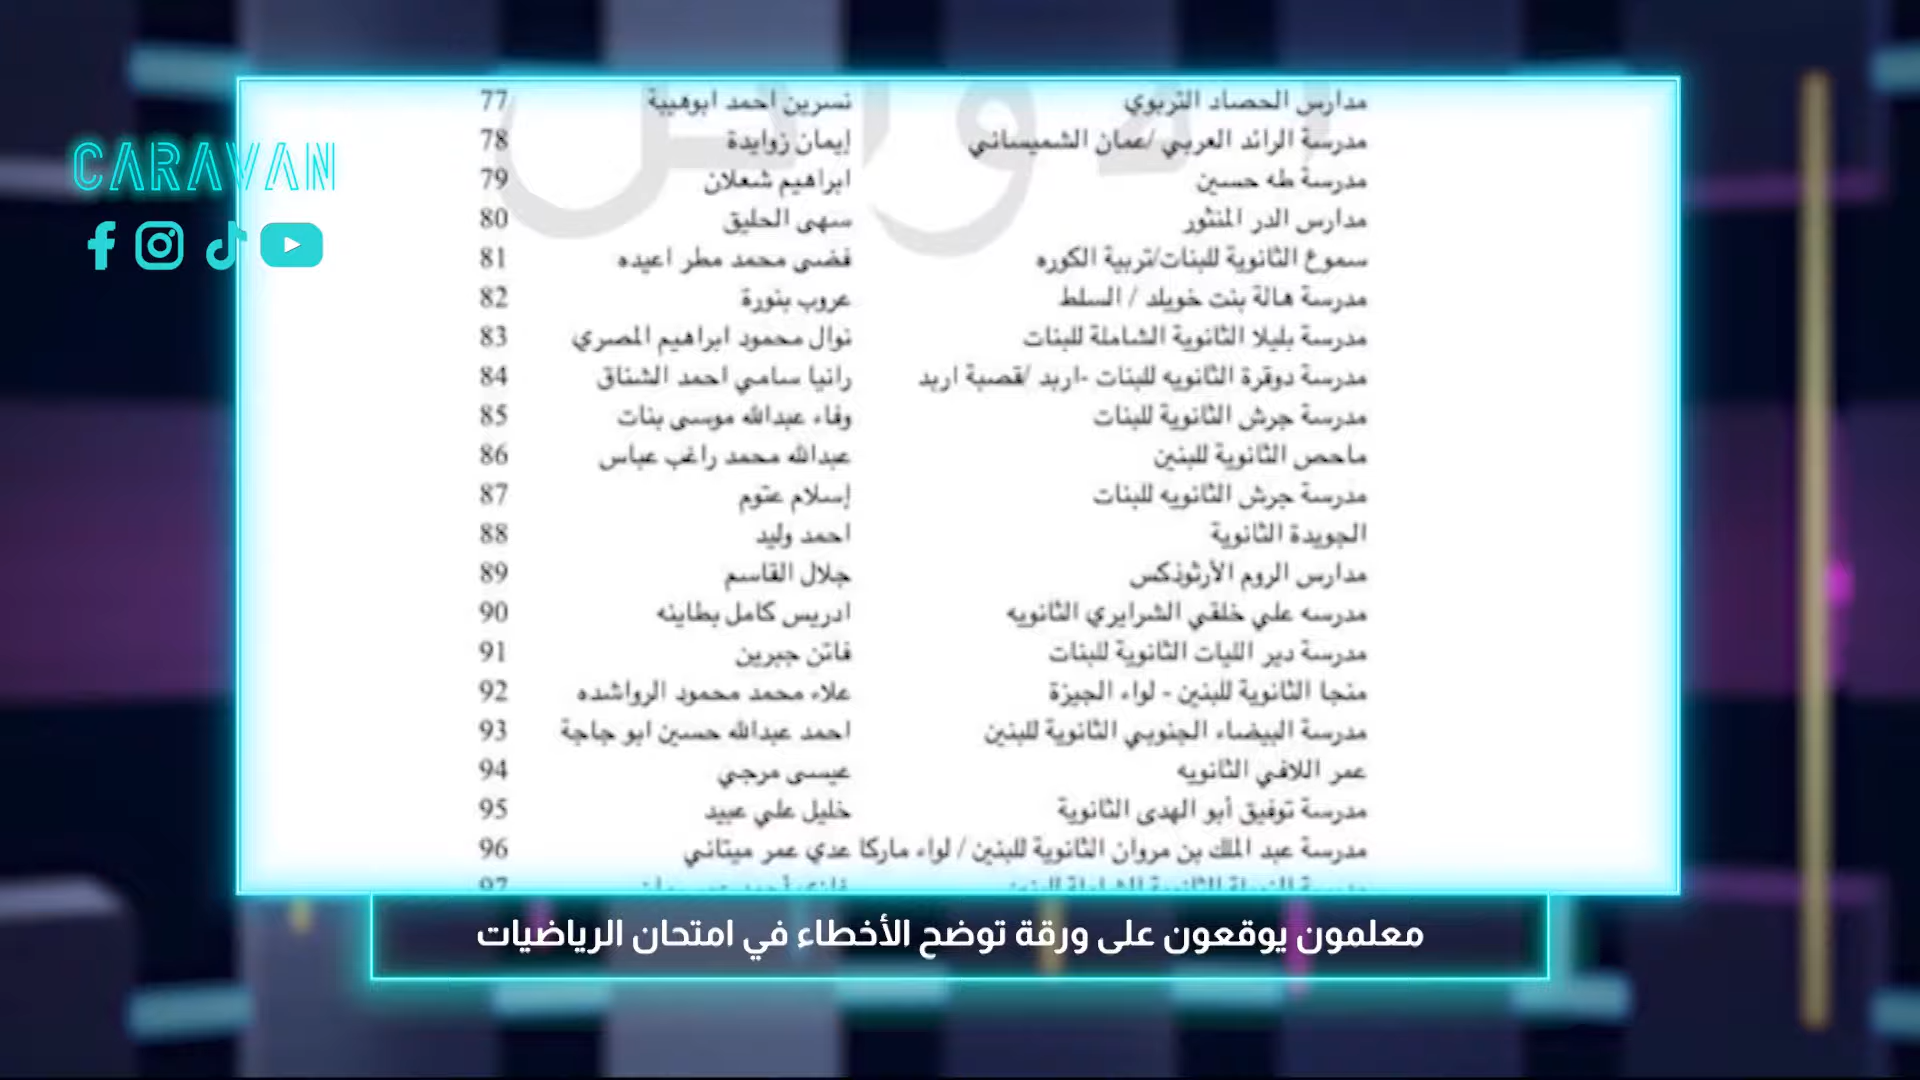 CARAVAN
77 نسرين احمد ابوهيبة مدارس الحصاد التربوي
78 إيمان زوايدة مدرسة الرائد العربي /عمان الشميساني
79 ابراهيم شعلان مدرسة طه حسين
80 سهى الحليق مدارس الدر المنثور
81 فضى محمد مطر اعيده سموع الثانوية للبنات/تربية الكوره
82 عروب بنورة مدرسة هالة بنت خويلد / السلط
83 نوال محمود ابراهيم المصري مدرسة بليلا الثانوية الشاملة للبنات
84 رانيا سامي احمد الشناق مدرسة دوقرة الثانويه للبنات -اربد /قصبة اربد
85 وفاء عبدالله موسى بنات مدرسة جرش الثانوية للبنات
86 عبدالله محمد راغب عباس ماحص الثانوية للبنين
87 إسلام عتوم مدرسة جرش الثانويه للبنات
88 احمد وليد الجويدة الثانوية
89 جلال القاسم مدارس الروم الأرثوذكس
90 ادريس كامل بطاينه مدرسه علي خلقي الشرايري الثانويه
91 فاتن جبرين مدرسة دير الليات الثانوية للبنات
92 علاء محمد محمود الرواشده منجا الثانوية للبنين - لواء الجيزة
93 احمد عبدالله حسين ابو جاجة مدرسة البيضاء الجنوبي الثانوية للبنين
94 عيسى مرجي عمر اللافي الثانويه
95 خليل علي عبيد مدرسة توفيق أبو الهدى الثانوية
96 عدي عمر ميتاني مدرسة عبد الملك بن مروان الثانوية للبنين / لواء ماركا
97
معلمون يوقعون على ورقة توضح الأخطاء في امتحان الرياضيات